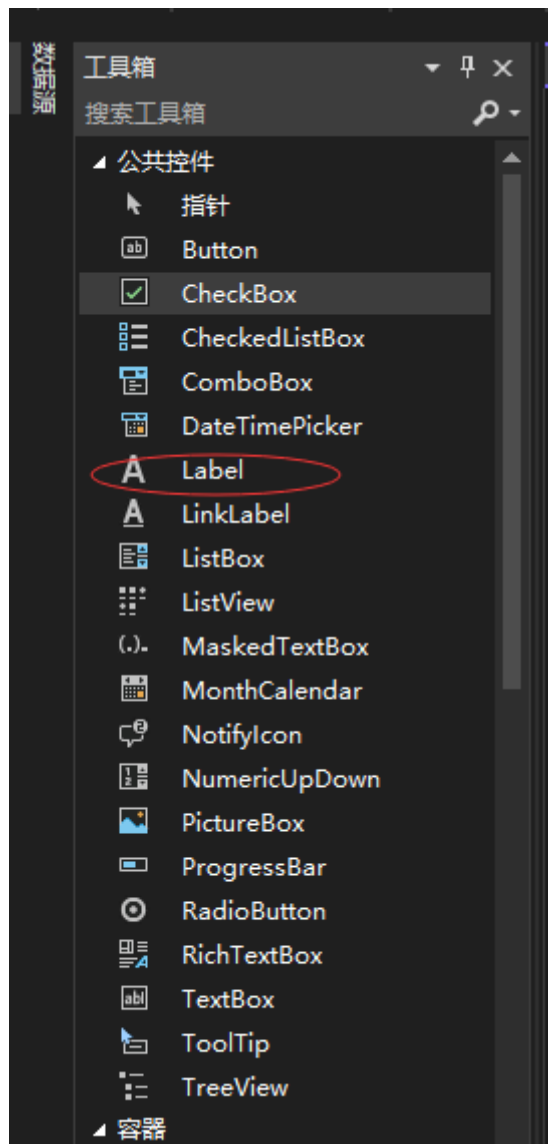 数据源
工具箱
搜索工具箱
公共控件
指针
Button
CheckBox
CheckedListBox
ComboBox
DateTimePicker
Label
LinkLabel
ListBox
ListView
MaskedTextBox
MonthCalendar
NotifyIcon
NumericUpDown
PictureBox
ProgressBar
RadioButton
RichTextBox
TextBox
ToolTip
TreeView
容器